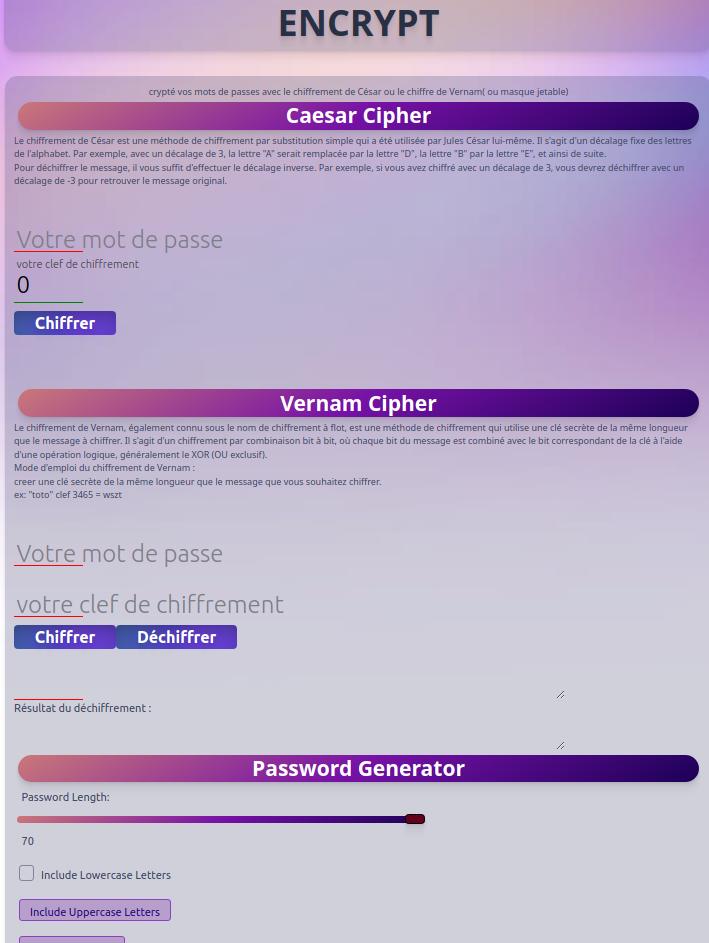 ENCRYPT
crypté vos mots de passes avec le chiffrement de César ou le chiffre de Vernam( ou masque jetable)
Caesar Cipher
Le chiffrement de César est une méthode de chiffrement par substitution simple qui a été utilisée par Jules César lui-même. Il s'agit d'un décalage fixe des lettres
de l'alphabet. Par exemple, avec un décalage de 3, la lettre "A" serait remplacée par la lettre "D", la lettre "B" par la lettre "E", et ainsi de suite.
Pour déchiffrer le message, il vous suffit d'effectuer le décalage inverse. Par exemple, si vous avez chiffré avec un décalage de 3, vous devrez déchiffrer avec un
décalage de -3 pour retrouver le message original.
Votre mot de passe
votre clef de chiffrement
0
Chiffrer
Vernam Cipher
Le chiffrement de Vernam, également connu sous le nom de chiffrement à flot, est une méthode de chiffrement qui utilise une clé secrète de la même longueur
que le message à chiffrer. Il s'agit d'un chiffrement par combinaison bit à bit, où chaque bit du message est combiné avec le bit correspondant de la clé à l'aide
d'une opération logique, généralement le XOR (OU exclusif).
Mode d'emploi du chiffrement de Vernam :
creer une clé secrète de la même longueur que le message que vous souhaitez chiffrer.
ex: "toto" clef 3465 = wszt
Votre mot de passe
votre clef de chiffrement
Chiffrer Déchiffrer
Résultat du déchiffrement :
Password Generator
Password Length:
70
Include Lowercase Letters
Include Uppercase Letters